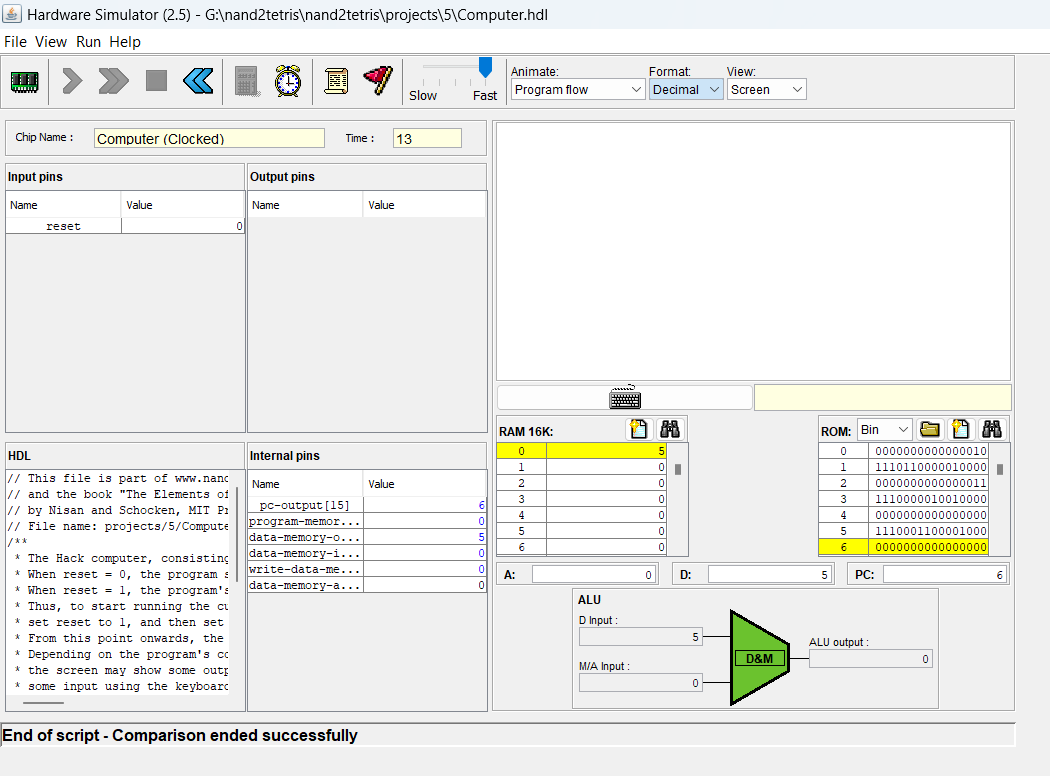 Hardware Simulator (2.5) - G:\nand2tetris\nand2tetris\projects\5\Computer.hdl
File View Run Help
Slow Fast
Animate: Format: View:
Program flow Decimal Screen
Chip Name : Computer (Clocked) Time : 13
Input pins
Name Value
reset 0
Output pins
Name Value
HDL
// This file is part of www.nand
// and the book "The Elements of
// by Nisan and Schocken, MIT Pr
// File name: projects/5/Compute
/**
* The Hack computer, consisting
* When reset = 0, the program s
* When reset = 1, the program's
* Thus, to start running the cu
* set reset to 1, and then set
* From this point onwards, the
* Depending on the program's co
* the screen may show some outp
* some input using the keyboard
Internal pins
Name Value
pc-output[15] 6
program-memor... 0
data-memory-o... 5
data-memory-i... 0
write-data-me... 0
data-memory-a... 0
RAM 16K:
0 5
1 0
2 0
3 0
4 0
5 0
6 0
ROM: Bin
0 0000000000000010
1 1110110000010000
2 0000000000000011
3 1110000010010000
4 0000000000000000
5 1110001100001000
6 0000000000000000
A: 0 D: 5 PC: 6
ALU
D Input :
5
M/A Input :
0
D&M
ALU output :
0
End of script - Comparison ended successfully